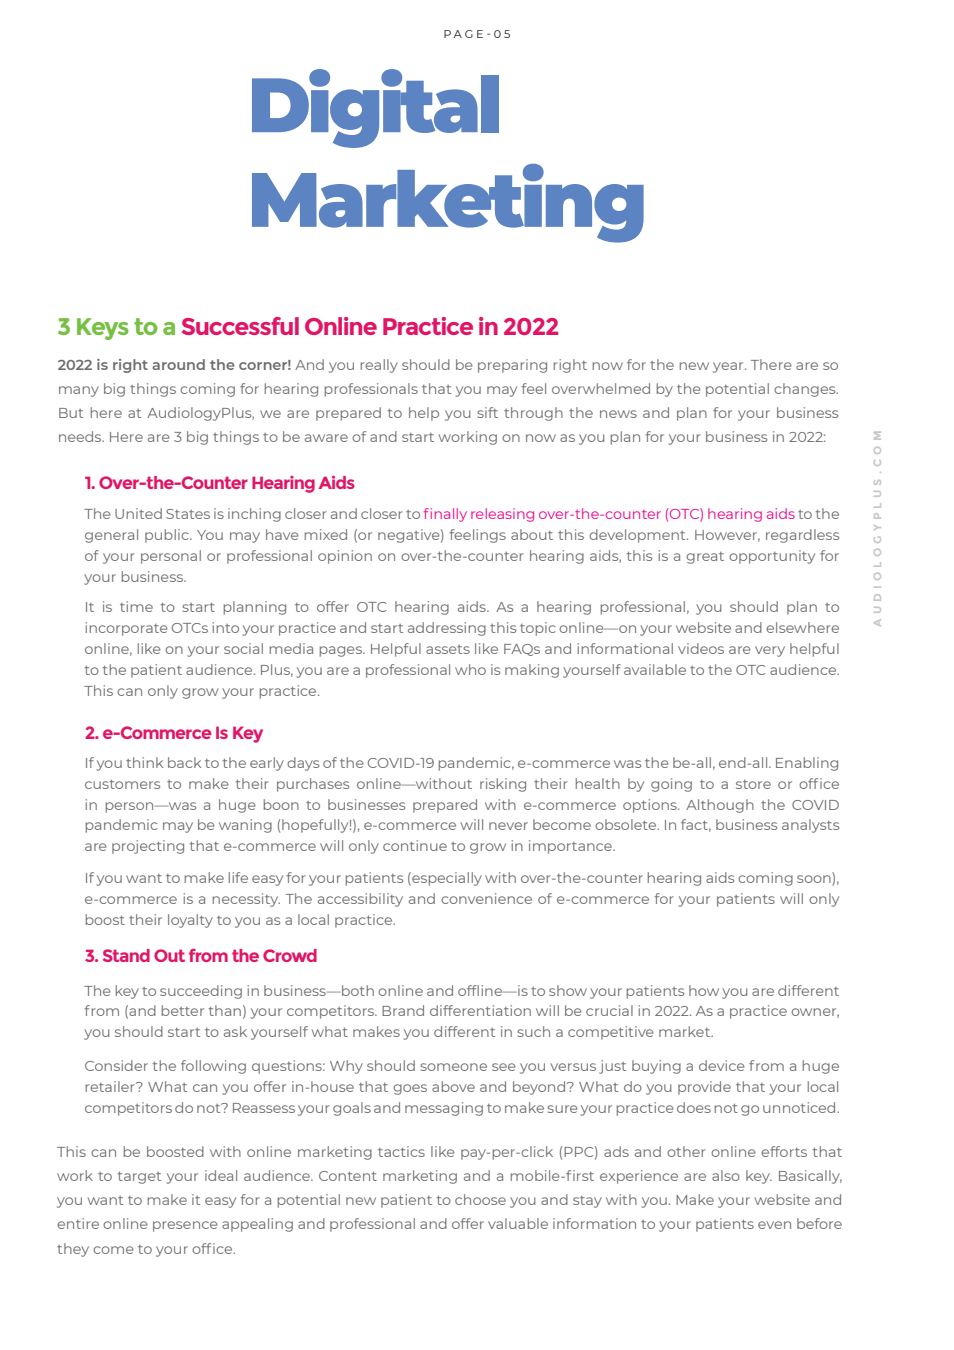 PAGE-05
Digital
Marketing
3 Keys to a Successful Online Practice in 2022
2022 is right around the corner! And you really should be preparing right now for the new year. There are so
many big things coming for hearing professionals that you may feel overwhelmed by the potential changes.
But here at AudiologyPlus, we are prepared to help you sift through the news and plan for your business
needs. Here are 3 big things to be aware of and start working on now as you plan for your business in 2022:
1. Over-the-Counter Hearing Aids
The United States is inching closer and closer to finally releasing over-the-counter (OTC) hearing aids to the
general public. You may have mixed (or negative) feelings about this development. However, regardless
of your personal or professional opinion on over-the-counter hearing aids, this is a great opportunity for
your business.
It is time to start planning to offer OTC hearing aids. As a hearing professional, you should plan to
incorporate OTCs into your practice and start addressing this topic online—on your website and elsewhere
online, like on your social media pages. Helpful assets like FAQs and informational videos are very helpful
to the patient audience. Plus, you are a professional who is making yourself available to the OTC audience.
This can only grow your practice.
2. e-Commerce Is Key
If you think back to the early days of the COVID-19 pandemic, e-commerce was the be-all, end-all. Enabling
customers to make their purchases online—without risking their health by going to a store or office
in person—was a huge boon to businesses prepared with e-commerce options. Although the COVID
pandemic may be waning (hopefully!), e-commerce will never become obsolete. In fact, business analysts
are projecting that e-commerce will only continue to grow in importance.
If you want to make life easy for your patients (especially with over-the-counter hearing aids coming soon),
e-commerce is a necessity. The accessibility and convenience of e-commerce for your patients will only
boost their loyalty to you as a local practice.
3. Stand Out from the Crowd
The key to succeeding in business—both online and offline—is to show your patients how you are different
from (and better than) your competitors. Brand differentiation will be crucial in 2022. As a practice owner,
you should start to ask yourself what makes you different in such a competitive market.
Consider the following questions: Why should someone see you versus just buying a device from a huge
retailer? What can you offer in-house that goes above and beyond? What do you provide that your local
competitors do not? Reassess your goals and messaging to make sure your practice does not go unnoticed.
This can be boosted with online marketing tactics like pay-per-click (PPC) ads and other online efforts that
work to target your ideal audience. Content marketing and a mobile-first experience are also key. Basically,
you want to make it easy for a potential new patient to choose you and stay with you. Make your website and
entire online presence appealing and professional and offer valuable information to your patients even before
they come to your office.
AUDIOLOGYPLUS.COM